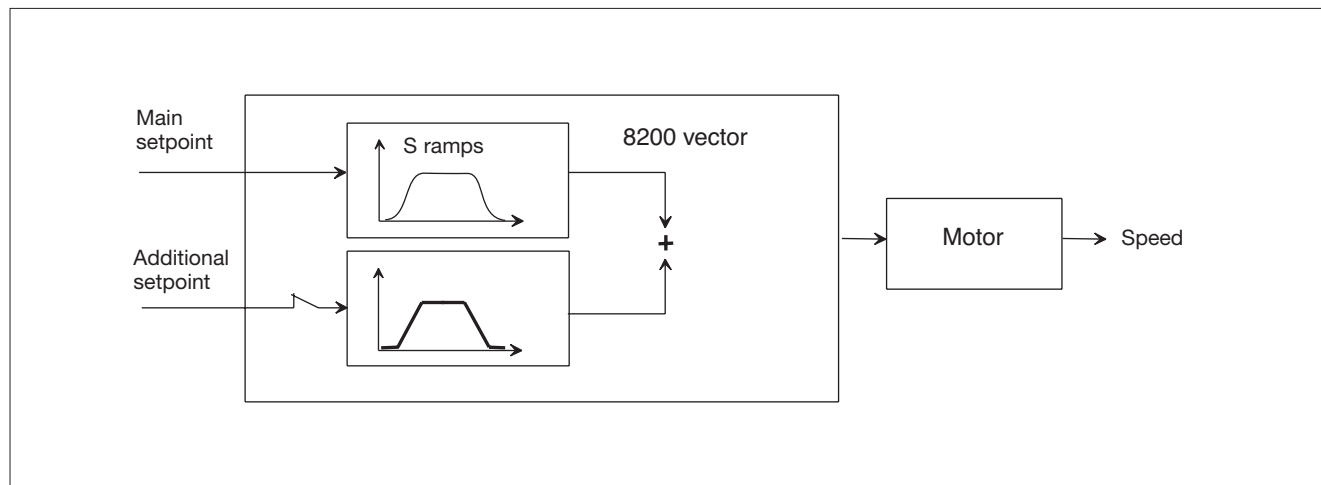 Main
setpoint
S ramps
8200 vector
+
Additional
setpoint
Motor
Speed